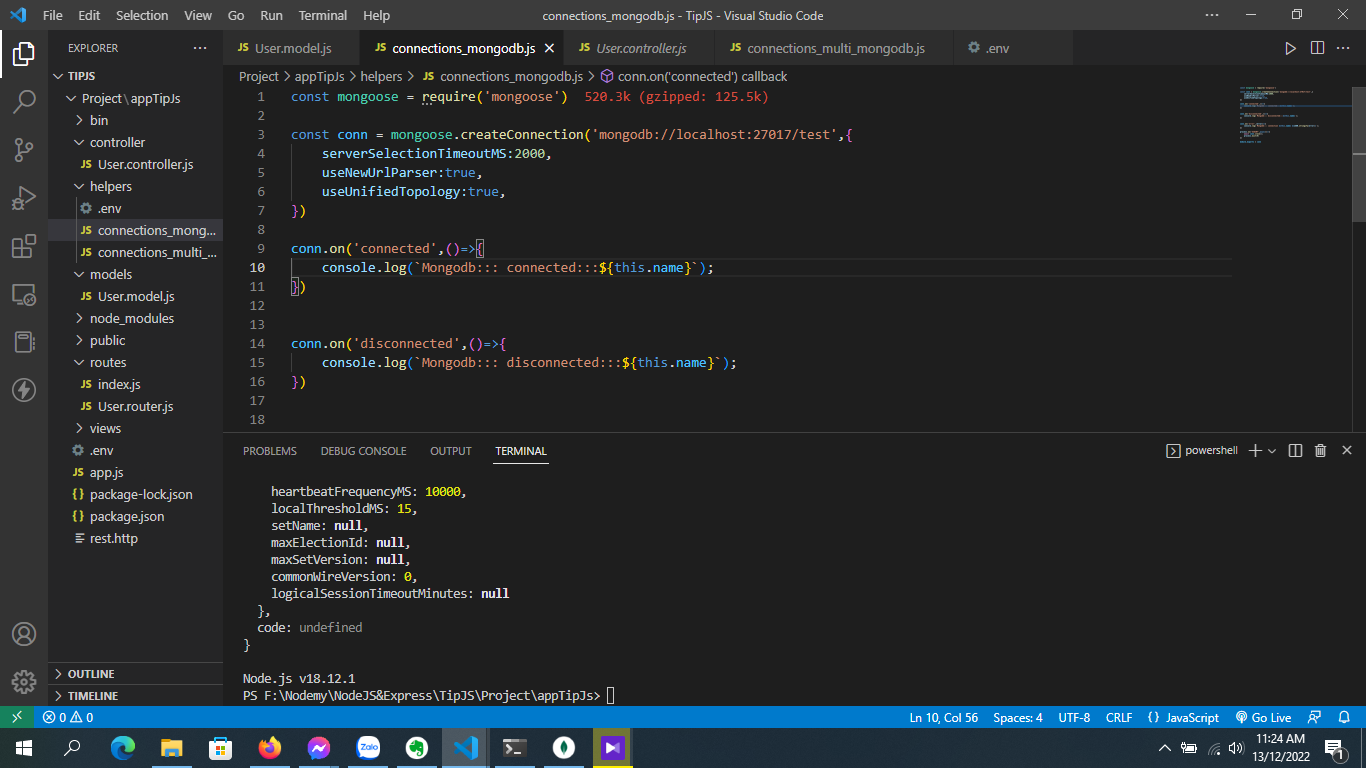 File Edit Selection View Go Run Terminal Help connections_mongodb.js - TipJS - Visual Studio Code
EXPLORER
TIPJS
Project\appTipJs
bin
controller
JS User.controller.js
helpers
.env
JS connections_mong...
JS connections_multi_...
models
JS User.model.js
node_modules
public
routes
JS index.js
JS User.router.js
views
.env
JS app.js
{} package-lock.json
{} package.json
rest.http
OUTLINE
TIMELINE
JS User.model.js JS connections_mongodb.js JS User.controller.js JS connections_multi_mongodb.js .env
Project > appTipJs > helpers > JS connections_mongodb.js > conn.on('connected') callback
1 const mongoose = require('mongoose') 520.3k (gzipped: 125.5k)
2
3 const conn = mongoose.createConnection('mongodb://localhost:27017/test',{
4 serverSelectionTimeoutMS:2000,
5 useNewUrlParser:true,
6 useUnifiedTopology:true,
7 })
8
9 conn.on('connected',()=>{
10 console.log(`Mongodb::: connected:::${this.name}`);
11 })
12
13
14 conn.on('disconnected',()=>{
15 console.log(`Mongodb::: disconnected:::${this.name}`);
16 })
17
18
PROBLEMS DEBUG CONSOLE OUTPUT TERMINAL powershell
heartbeatFrequencyMS: 10000,
localThresholdMS: 15,
setName: null,
maxElectionId: null,
maxSetVersion: null,
commonWireVersion: 0,
logicalSessionTimeoutMinutes: null
},
code: undefined
}
Node.js v18.12.1
PS F:\Nodemy\NodeJS&Express\TipJS\Project\appTipJs>
0 0 Ln 10, Col 56 Spaces: 4 UTF-8 CRLF {} JavaScript Go Live
Zalo
11:24 AM
13/12/2022
1